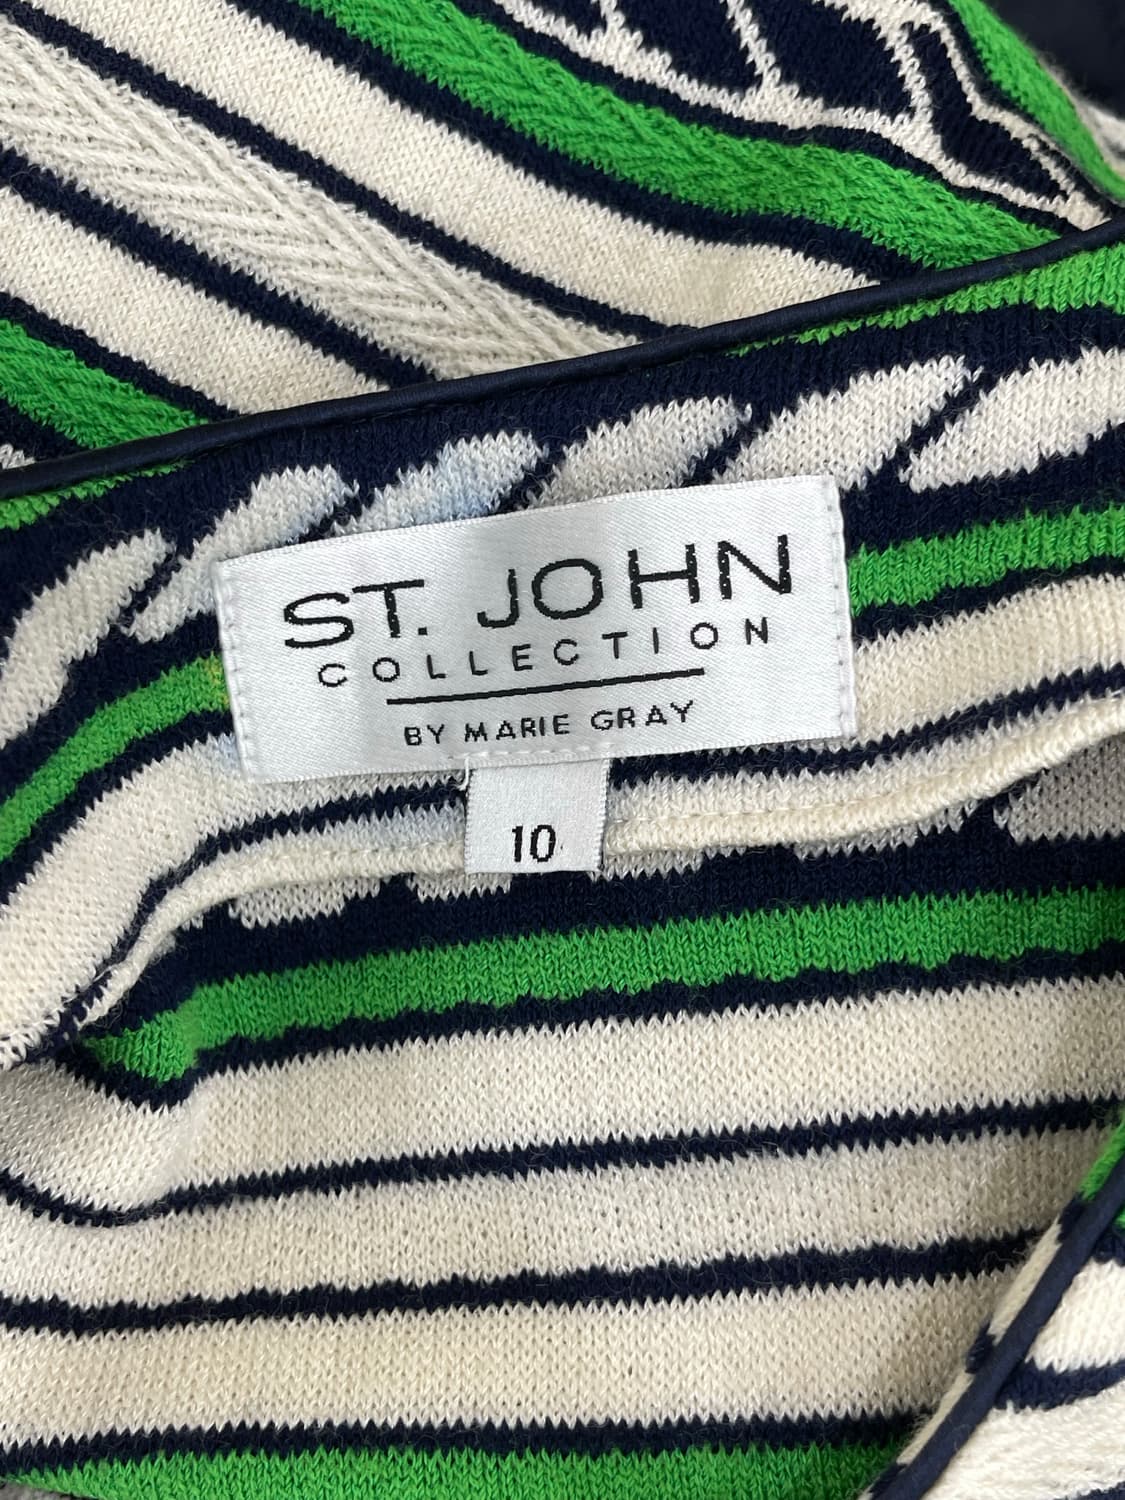 ST. JOHN
COLLECTION
BY MARIE GRAY
10